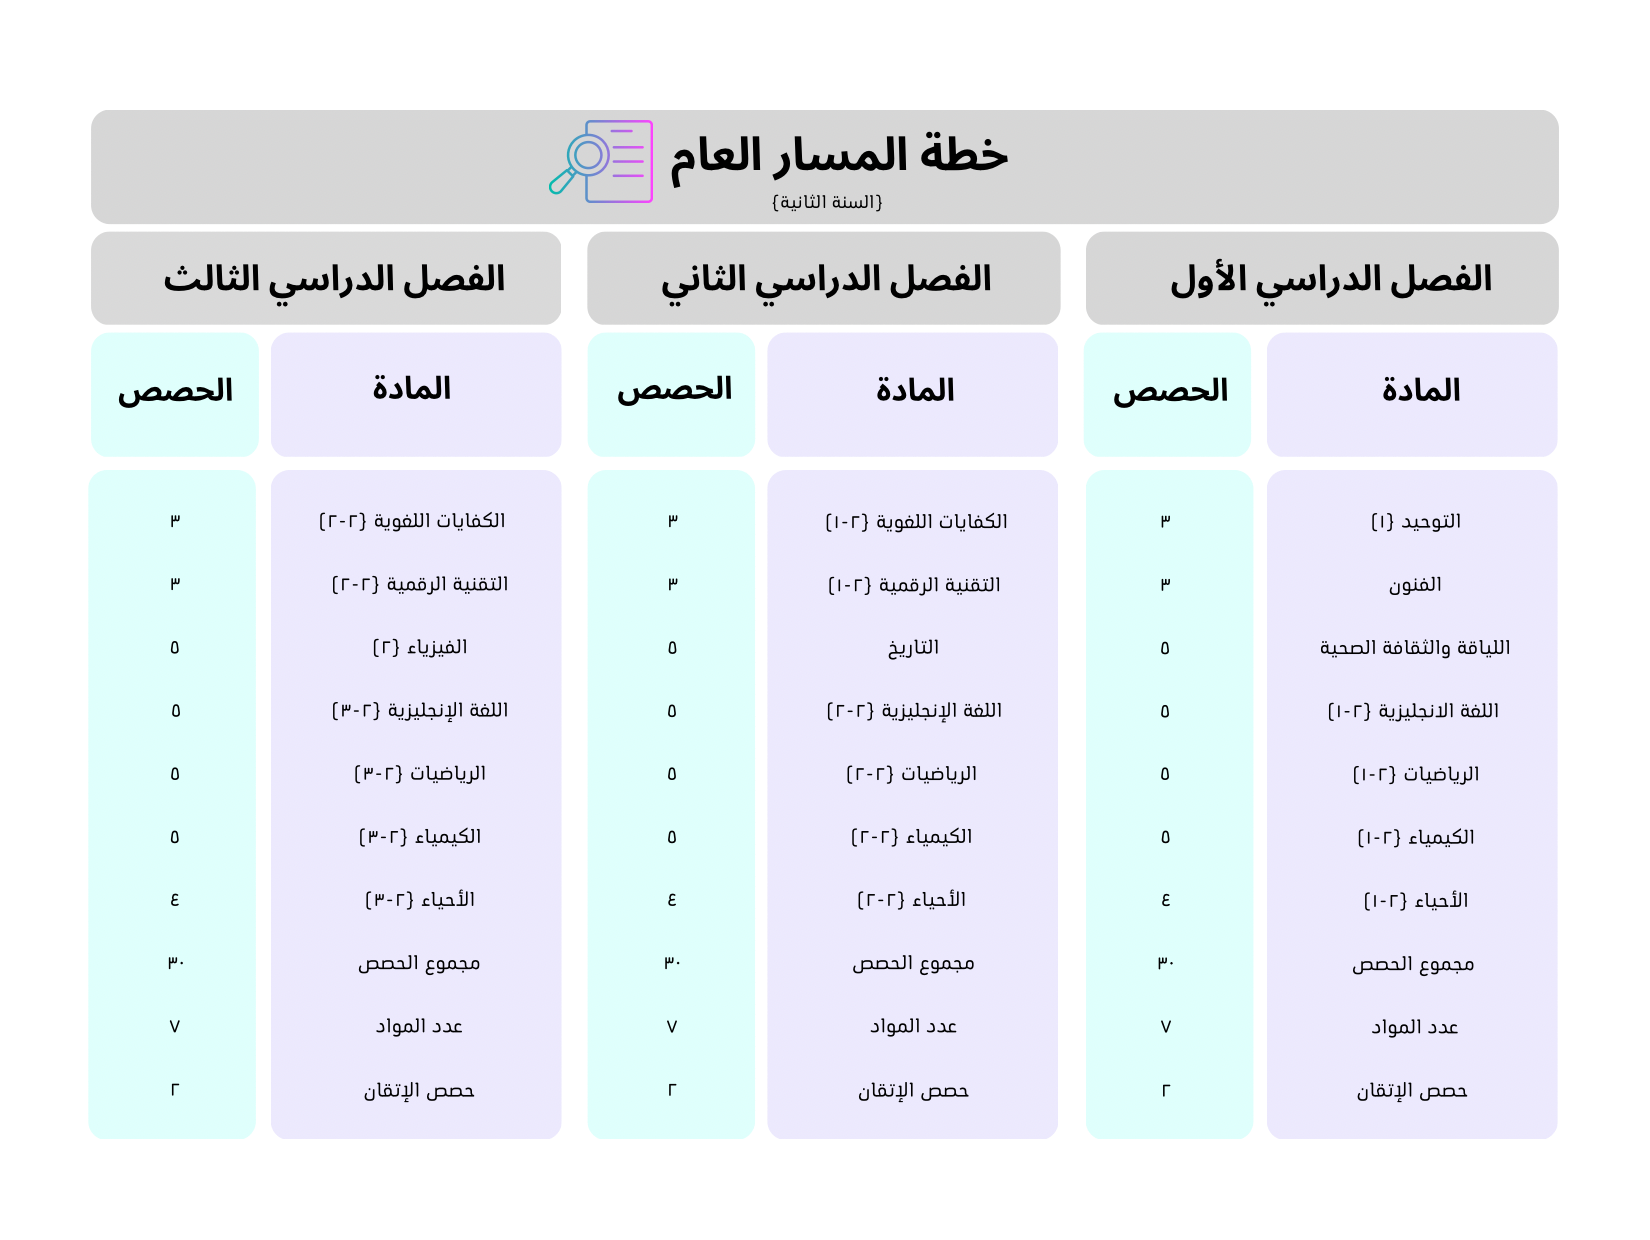 خطة المسار العام
{السنة الثانية}
الفصل الدراسي الأول
المادة الحصص
التوحيد {١} ٣
الفنون ٣
اللياقة والثقافة الصحية ٥
اللغة الانجليزية {٢-١} ٥
الرياضيات {٢-١} ٥
الكيمياء {٢-١} ٥
الأحياء {٢-١} ٤
مجموع الحصص ٣٠
عدد المواد ٧
حصص الإتقان ٢
الفصل الدراسي الثاني
المادة الحصص
الكفايات اللغوية {٢-١} ٣
التقنية الرقمية {٢-١} ٣
التاريخ ٥
اللغة الإنجليزية {٢-٢} ٥
الرياضيات {٢-٢} ٥
الكيمياء {٢-٢} ٥
الأحياء {٢-٢} ٤
مجموع الحصص ٣٠
عدد المواد ٧
حصص الإتقان ٢
الفصل الدراسي الثالث
المادة الحصص
الكفايات اللغوية {٢-٢} ٣
التقنية الرقمية {٢-٢} ٣
الفيزياء {٢} ٥
اللغة الإنجليزية {٢-٣} ٥
الرياضيات {٢-٣} ٥
الكيمياء {٢-٣} ٥
الأحياء {٢-٣} ٤
مجموع الحصص ٣٠
عدد المواد ٧
حصص الإتقان ٢